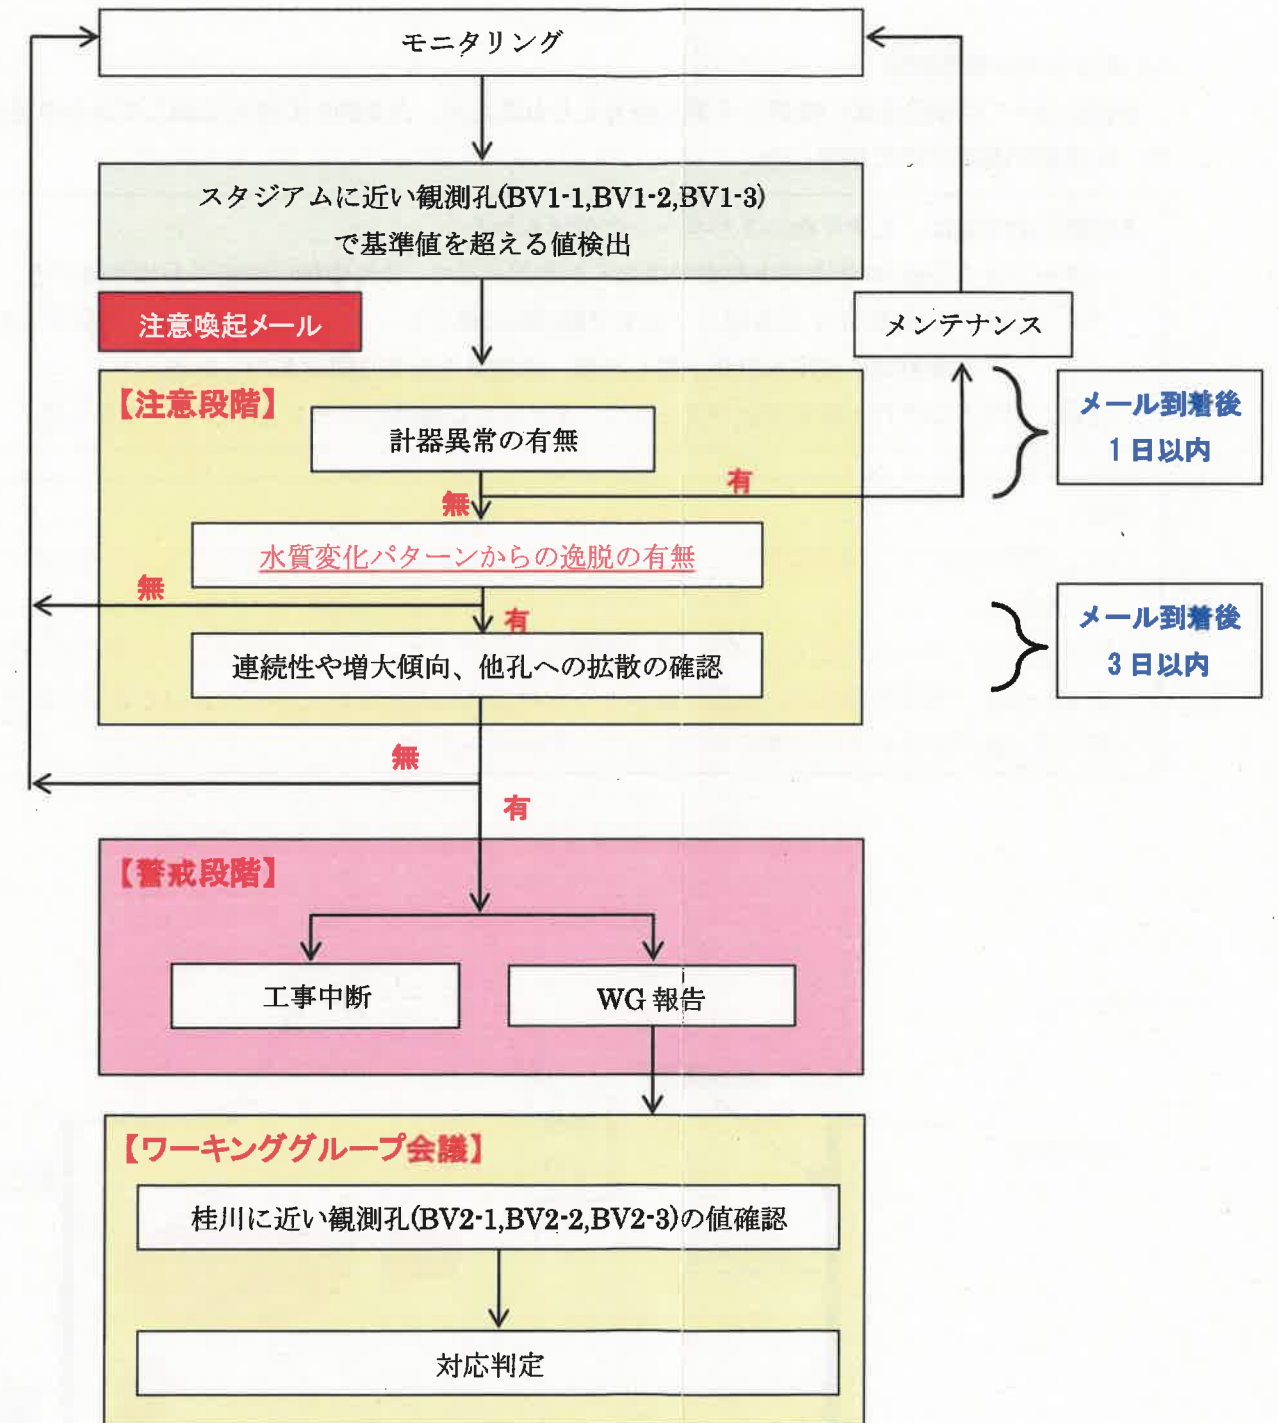 モニタリング
スタジアムに近い観測孔(BV1-1,BV1-2,BV1-3)
で基準値を超える値検出
注意喚起メール
メンテナンス
【注意段階】
計器異常の有無
メール到着後
1日以内
有
無
水質変化パターンからの逸脱の有無
無
有
メール到着後
3日以内
連続性や増大傾向、他孔への拡散の確認
無
有
【警戒段階】
工事中断
WG 報告
【ワーキンググループ会議】
桂川に近い観測孔(BV2-1,BV2-2,BV2-3)の値確認
対応判定